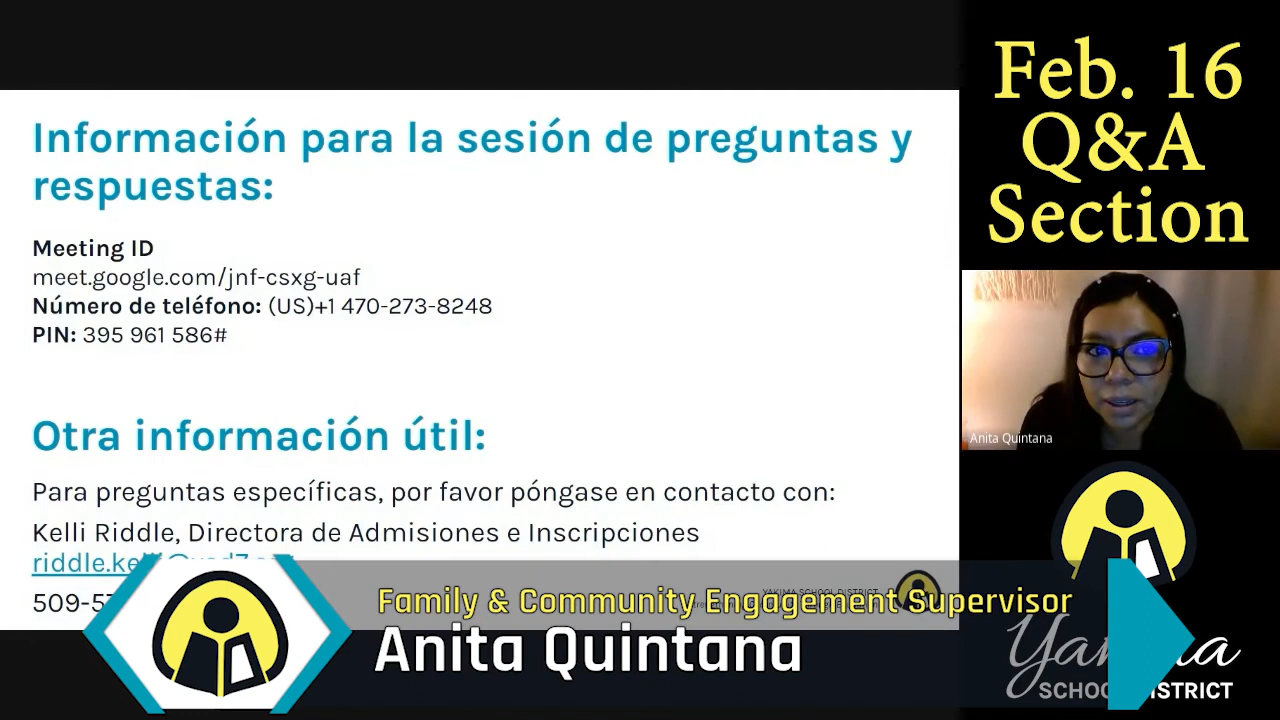 Información para la sesión de preguntas y
respuestas:
Meeting ID
meet.google.com/jnf-csxg-uaf
Número de teléfono: (US)+1 470-273-8248
PIN: 395 961 586#
Otra información útil:
Para preguntas específicas, por favor póngase en contacto con:
Kelli Riddle, Directora de Admisiones e Inscripciones
Feb. 16
Q&A
Section
Anita Quintana
Family & Community Engagement Supervisor
Anita Quintana
SCHOOL DISTRICT